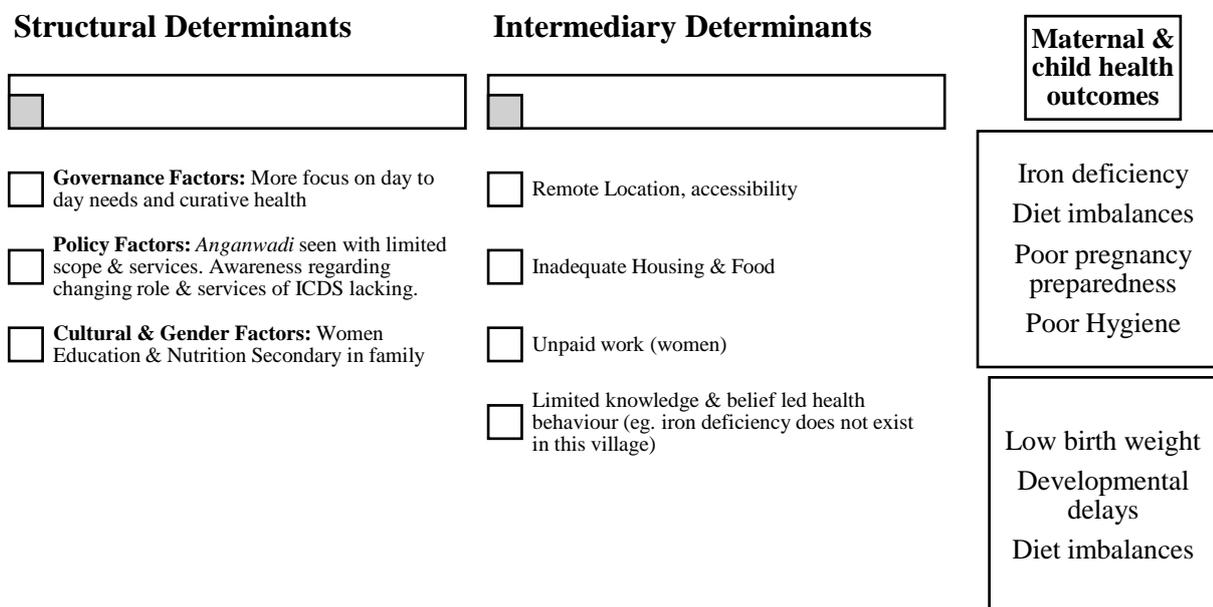 Structural Determinants
Governance Factors: More focus on day to
day needs and curative health
Policy Factors: Anganwadi seen with limited
scope & services. Awareness regarding
changing role & services of ICDS lacking.
Cultural & Gender Factors: Women
Education & Nutrition Secondary in family
Intermediary Determinants
Remote Location, accessibility
Inadequate Housing & Food
Unpaid work (women)
Limited knowledge & belief led health
behaviour (eg. iron deficiency does not exist
in this village)
Maternal &
child health
outcomes
Iron deficiency
Diet imbalances
Poor pregnancy
preparedness
Poor Hygiene
Low birth weight
Developmental
delays
Diet imbalances